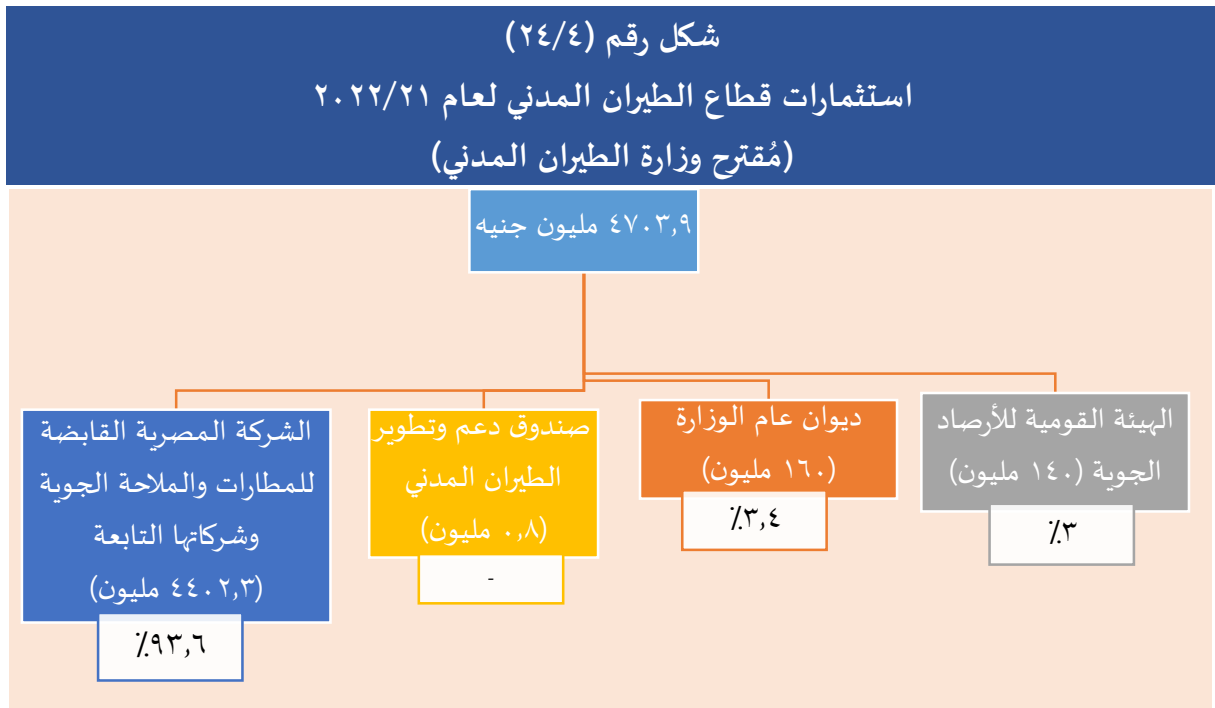 شكل رقم (٢٤/٤)
استثمارات قطاع الطيران المدني لعام ٢٠٢٢/٢١
(مُقترح وزارة الطيران المدني)
٤٧٠٣,٩ مليون جنيه
الهيئة القومية للأرصاد
الجوية (١٤٠ مليون)
٪٣
ديوان عام الوزارة
(١٦٠ مليون)
٪٣,٤
صندوق دعم وتطوير
الطيران المدني
(٠,٨ مليون)
-
الشركة المصرية القابضة
للمطارات والملاحة الجوية
وشركاتها التابعة
(٤٤٠٢,٣ مليون)
٪٩٣,٦